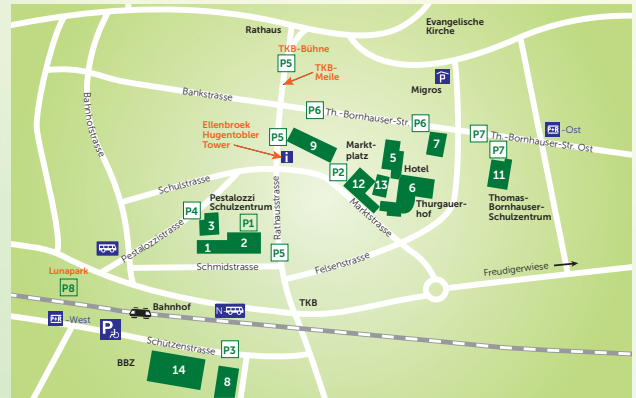 Rathaus
Evangelische
Kirche
TKB-Bühne
P5
TKB-
Meile
P
Migros
Bankstrasse
Bahnhofstrasse
P6
Th.-Bornhauser-Str.
P6
P7
Th.-Bornhauser-Str. Ost
P+R
-Ost
Ellenbroek
Hugentobler
Tower
P5
i
9
Markt-
platz
5
7
P7
Hotel
P2
12
13
6
11
Schulstrasse
Thurgauer-
hof
Thomas-
Bornhauser-
Schulzentrum
Pestalozzi
Schulzentrum
P4
3
P1
1
2
Pestalozzistrasse
Rathausstrasse
Marktstrasse
P5
Schmidstrasse
Felsenstrasse
Freudigerwiese
Lunapark
P8
TKB
Bahnhof
N
P+R
-West
P
Schützenstrasse
P3
BBZ
14
8